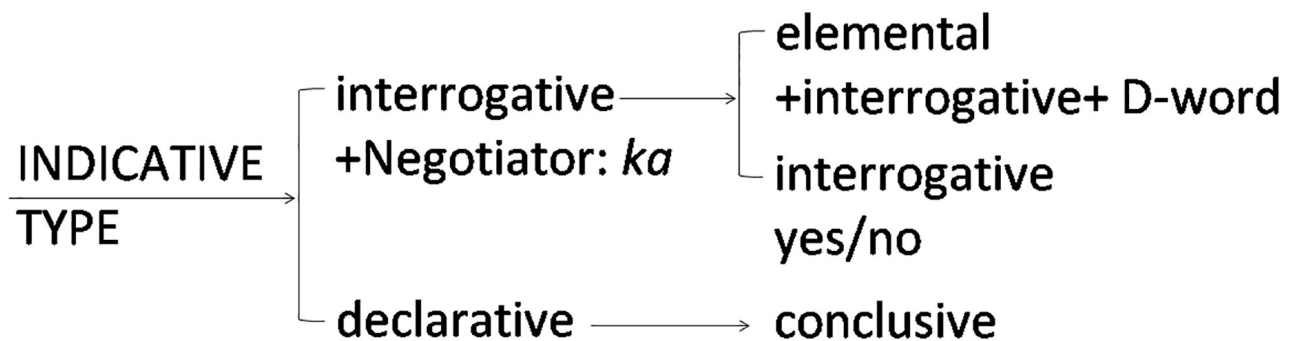 INDICATIVE
TYPE
interrogative
+Negotiator: ka
declarative
elemental
+interrogative+ D-word
interrogative
yes/no
conclusive